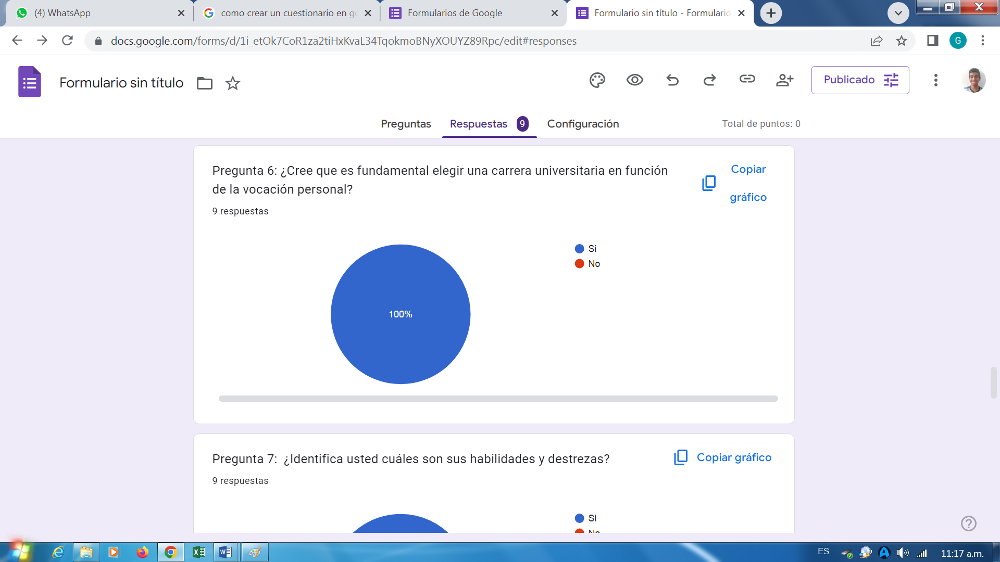 (4) WhatsApp
como crear un cuestionario en go
Formularios de Google
Formulario sin título - Formulario
docs.google.com/forms/d/1i_etOk7CoR1za2tiHxKvaL34TqokmoBNyXOUYZ89Rpc/edit#responses
G
Formulario sin título
Publicado
Preguntas
Respuestas 9
Configuración
Total de puntos: 0
Pregunta 6: ¿Cree que es fundamental elegir una carrera universitaria en función
de la vocación personal?
Copiar
gráfico
9 respuestas
Si
No
100%
Pregunta 7:  ¿Identifica usted cuáles son sus habilidades y destrezas?
Copiar gráfico
9 respuestas
Si
No
ES
11:17 a.m.